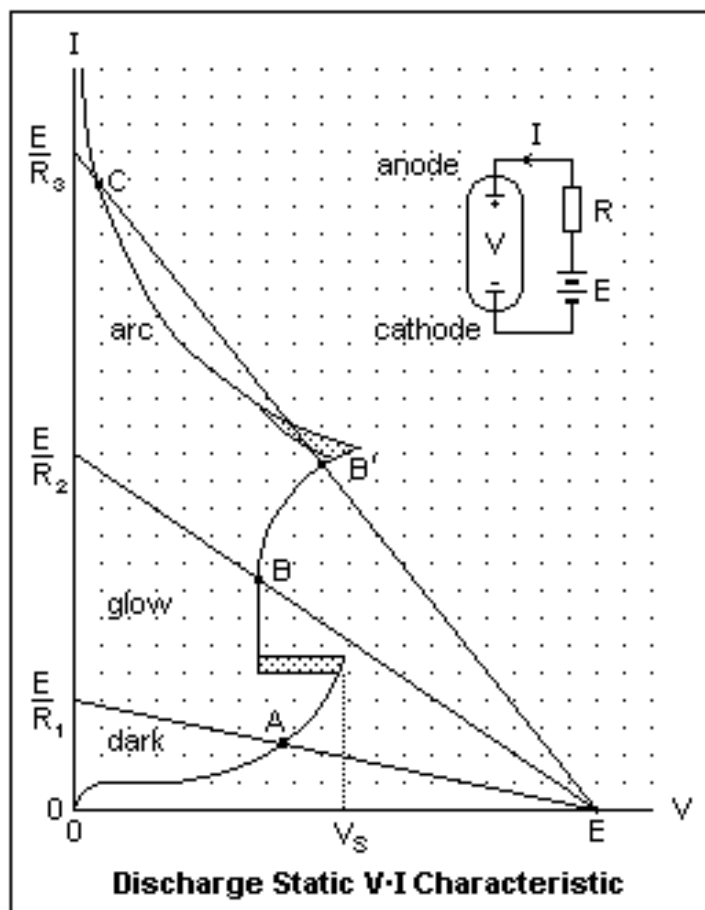 I
E
R₃
C
I
anode
+
V
-
R
E
cathode
arc
B'
E
R₂
B
glow
E
R₁
A
dark
0
0
Vs
E
V
Discharge Static V·I Characteristic